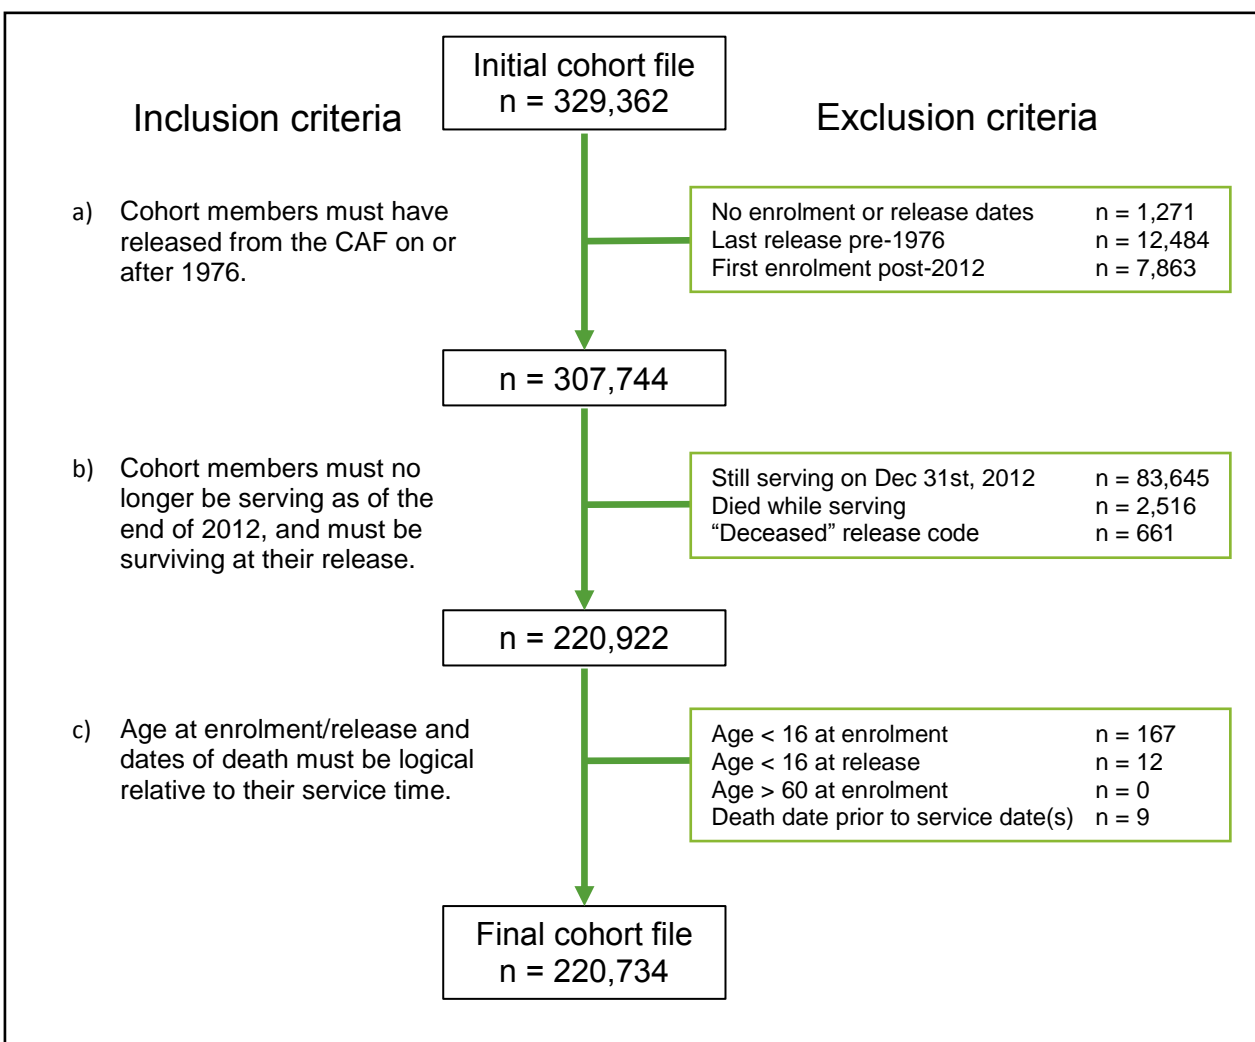 Initial cohort file
n = 329,362
Inclusion criteria
Exclusion criteria
a) Cohort members must have
released from the CAF on or
after 1976.
No enrolment or release dates n = 1,271
Last release pre-1976 n = 12,484
First enrolment post-2012 n = 7,863
n = 307,744
b) Cohort members must no
longer be serving as of the
end of 2012, and must be
surviving at their release.
Still serving on Dec 31st, 2012 n = 83,645
Died while serving n = 2,516
“Deceased” release code n = 661
n = 220,922
c) Age at enrolment/release and
dates of death must be logical
relative to their service time.
Age < 16 at enrolment n = 167
Age < 16 at release n = 12
Age > 60 at enrolment n = 0
Death date prior to service date(s) n = 9
Final cohort file
n = 220,734